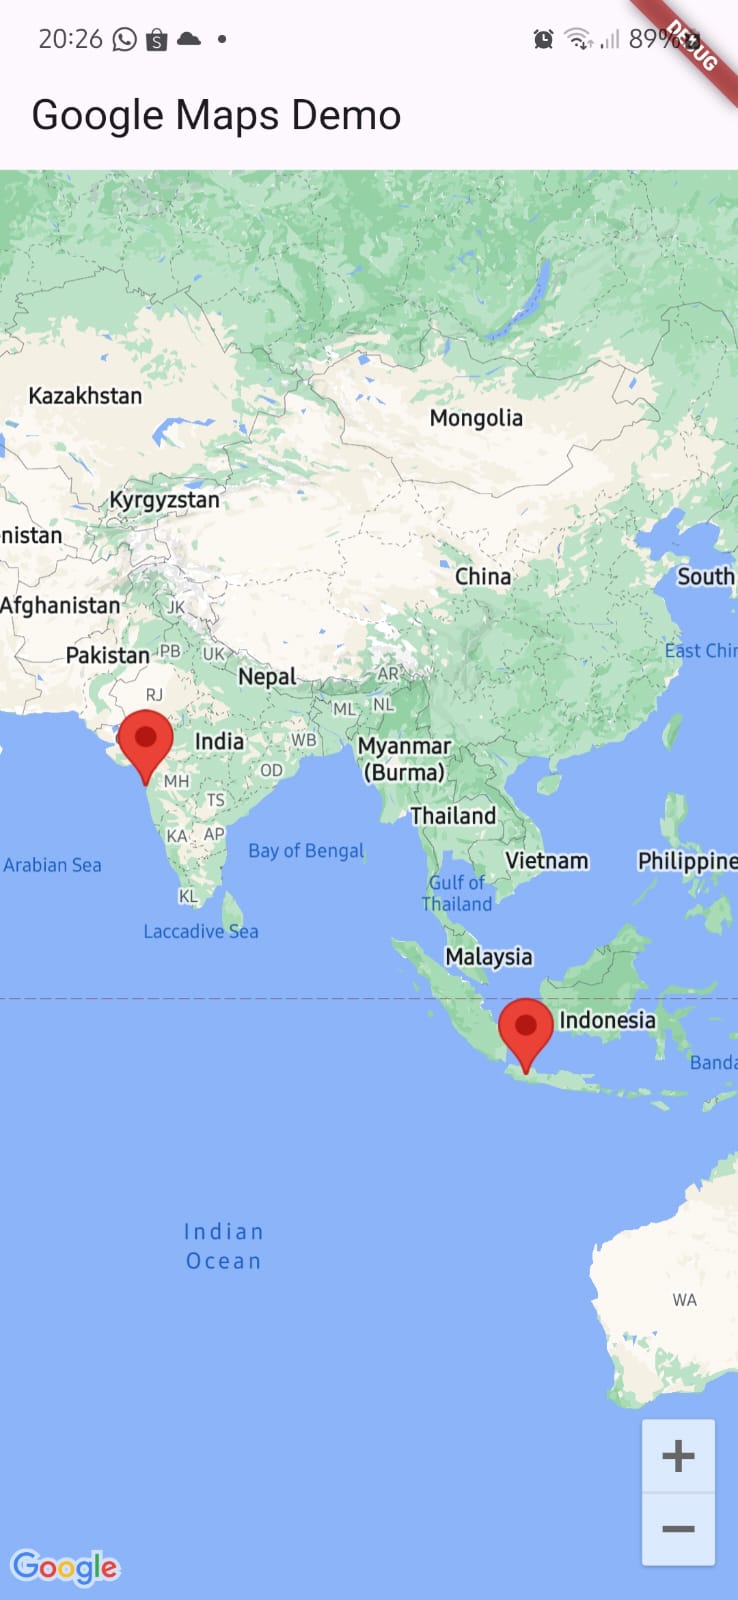 20:26
89%
DEBUG
Google Maps Demo
Kazakhstan
Mongolia
Kyrgyzstan
nistan
China
South
Afghanistan
JK
Pakistan
PB
UK
East Chin
Nepal
AR
RJ
ML
NL
India
WB
Myanmar
(Burma)
OD
MH
TS
Thailand
KA
AP
Bay of Bengal
Vietnam
Philippine
Arabian Sea
Gulf of
Thailand
KL
Laccadive Sea
Malaysia
Indonesia
Banda
Indian
Ocean
WA
+
−
Google